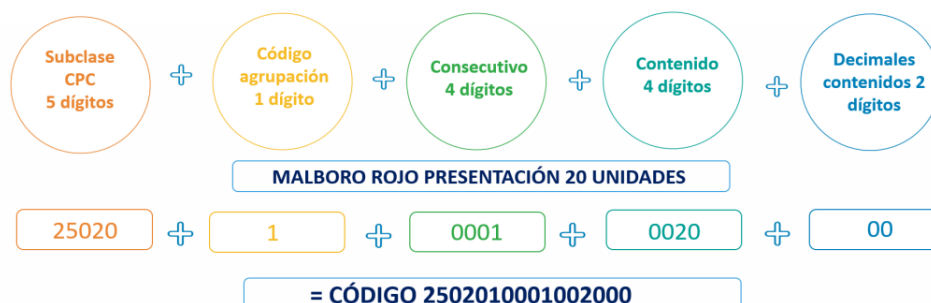 Subclase
CPC
5 dígitos
+
Código
agrupación
1 dígito
+
Consecutivo
4 dígitos
+
Contenido
4 dígitos
+
Decimales
contenidos 2
dígitos
MALBORO ROJO PRESENTACIÓN 20 UNIDADES
25020 + 1 + 0001 + 0020 + 00
= CÓDIGO 2502010001002000